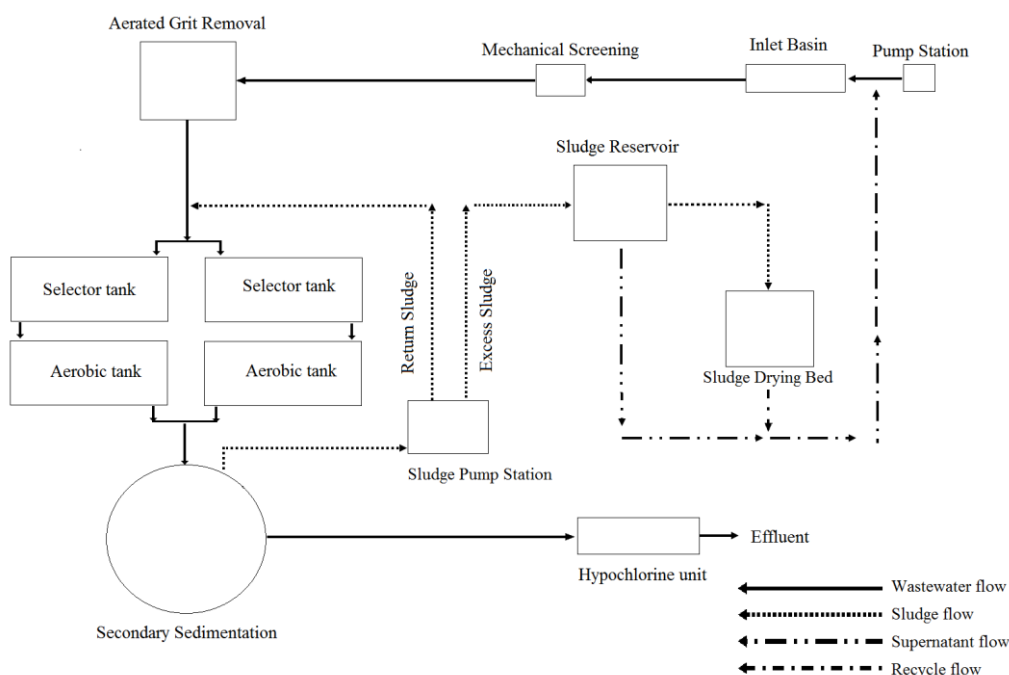 Aerated Grit Removal
Mechanical Screening
Inlet Basin
Pump Station
Sludge Reservoir
Selector tank
Selector tank
Return Sludge
Excess Sludge
Aerobic tank
Aerobic tank
Sludge Drying Bed
Sludge Pump Station
Effluent
Hypochlorine unit
Wastewater flow
Sludge flow
Secondary Sedimentation
Supernatant flow
Recycle flow